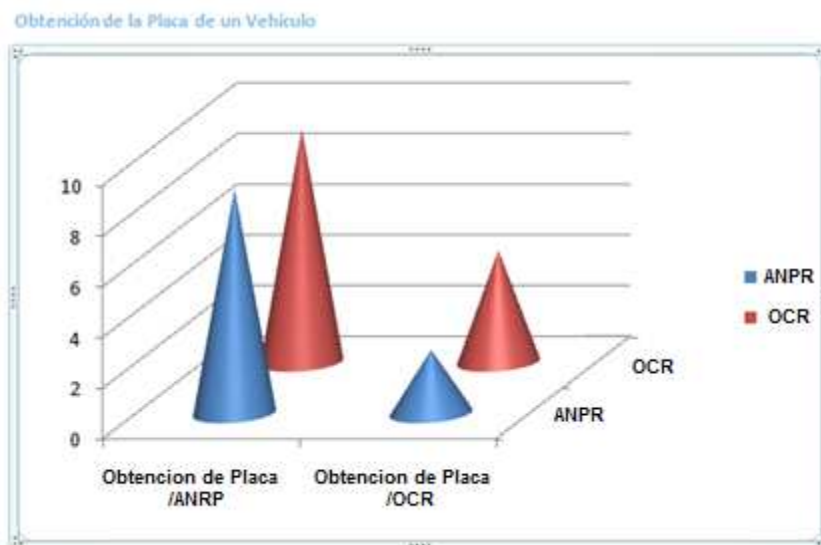 Obtención de la Placa de un Vehículo
10
8
6
4
2
0
ANPR
OCR
OCR
ANPR
Obtencion de Placa
/ANRP
Obtencion de Placa
/OCR